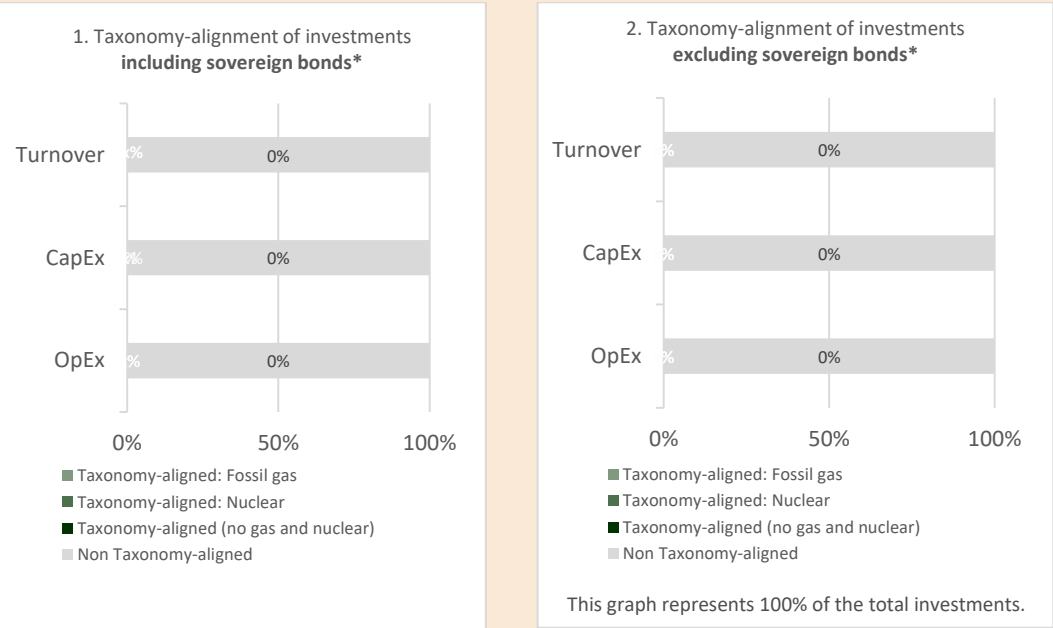 1. Taxonomy-alignment of investments
including sovereign bonds*
Turnover
0%
CapEx
0%
OpEx
0%
0%
50%
100%
Taxonomy-aligned: Fossil gas
Taxonomy-aligned: Nuclear
Taxonomy-aligned (no gas and nuclear)
Non Taxonomy-aligned
2. Taxonomy-alignment of investments
excluding sovereign bonds*
Turnover
% 0%
CapEx
% 0%
OpEx
% 0%
0%
50%
100%
Taxonomy-aligned: Fossil gas
Taxonomy-aligned: Nuclear
Taxonomy-aligned (no gas and nuclear)
Non Taxonomy-aligned
This graph represents 100% of the total investments.